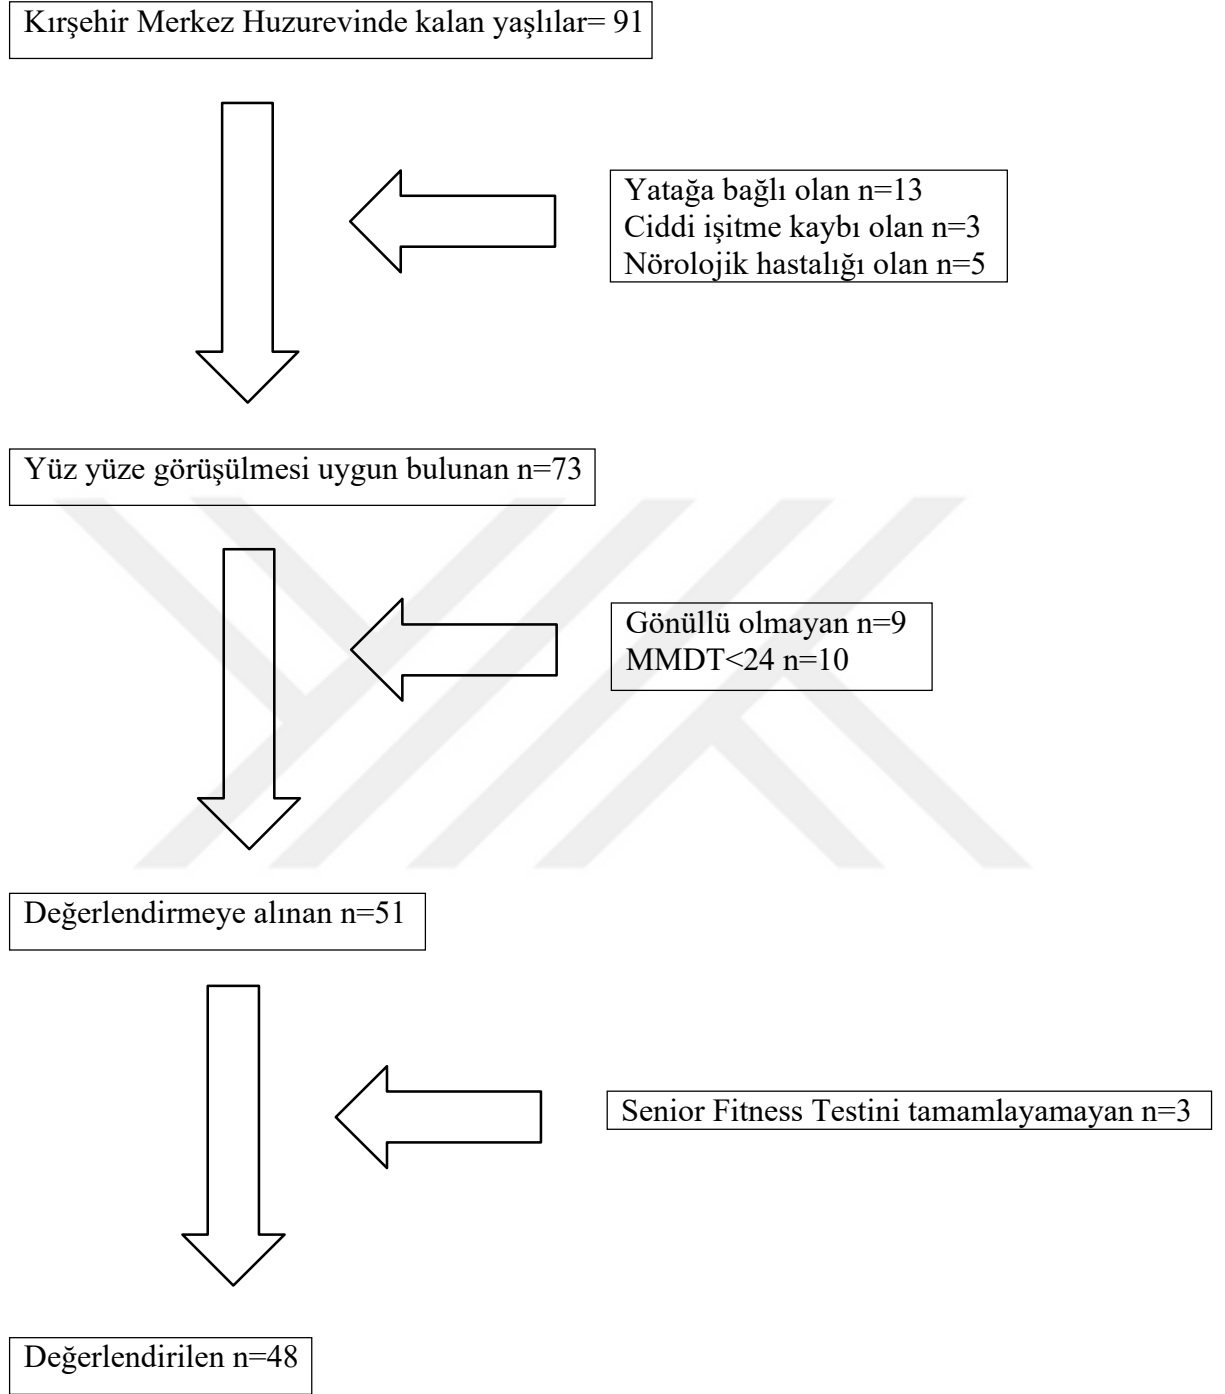 Kırşehir Merkez Huzurevinde kalan yaşlılar= 91
Yatağa bağlı olan n=13
Ciddi işitme kaybı olan n=3
Nörolojik hastalığı olan n=5
Yüz yüze görüşülmesi uygun bulunan n=73
Gönüllü olmayan n=9
MMDT<24 n=10
Değerlendirmeye alınan n=51
Senior Fitness Testini tamamlayamayan n=3
Değerlendirilen n=48